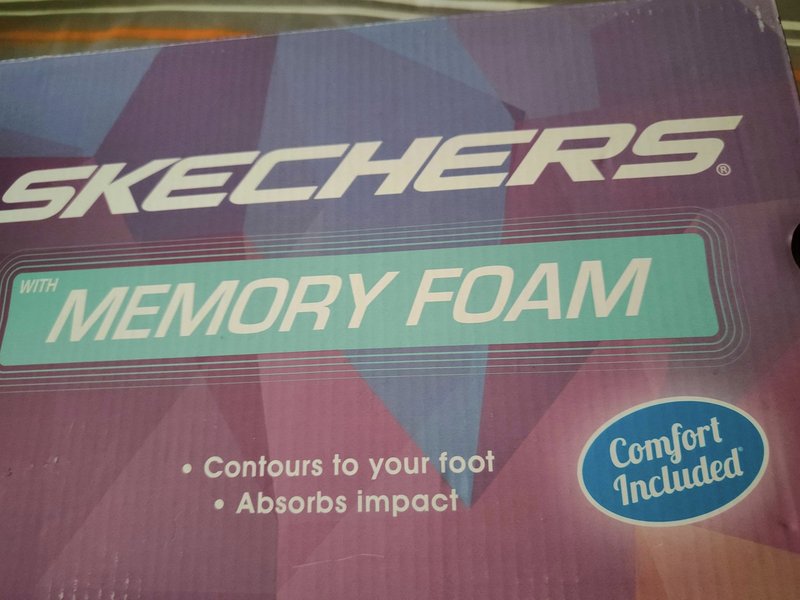 SKECHERS®
WITH MEMORY FOAM
• Contours to your foot
• Absorbs impact
Comfort
Included®